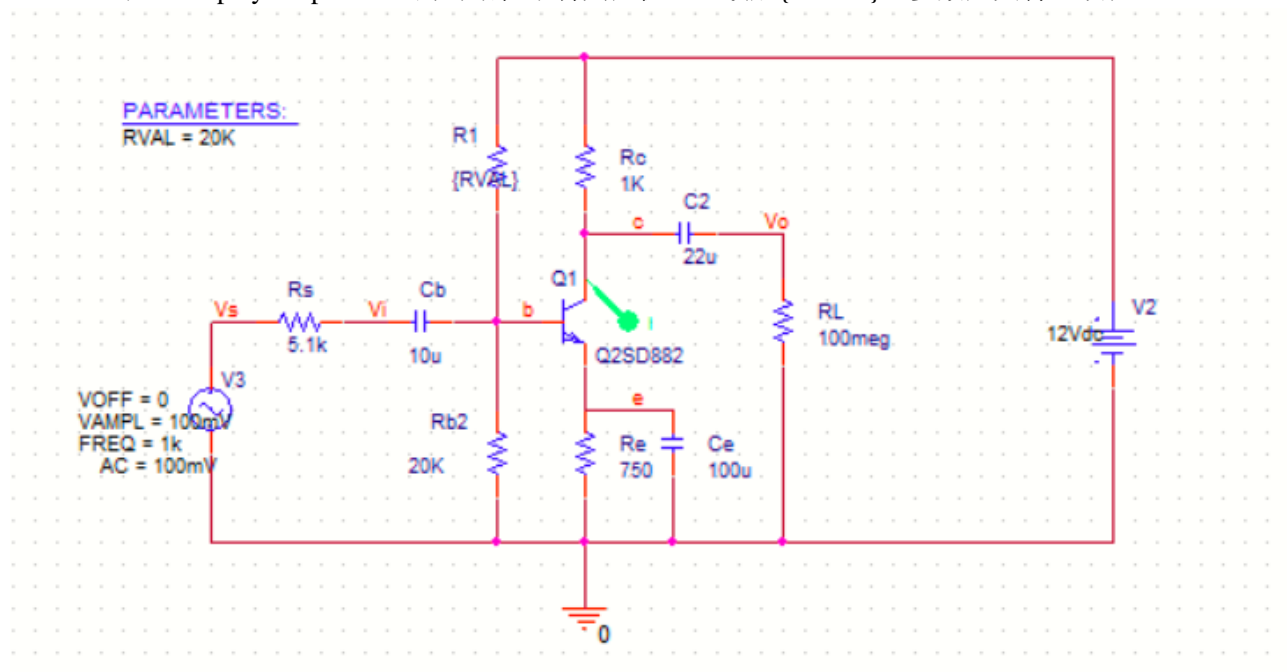 PARAMETERS:
RVAL = 20K
R1
{RVAL}
Rc
1K
c
C2
22u
Vo
Q1
Q2SD882
I
Vs
Rs
5.1k
Vi
Cb
10u
b
RL
100meg
V2
12Vdc
V3
VOFF = 0
VAMPL = 100mV
FREQ = 1k
AC = 100mV
Rb2
20K
e
Re
750
Ce
100u
0